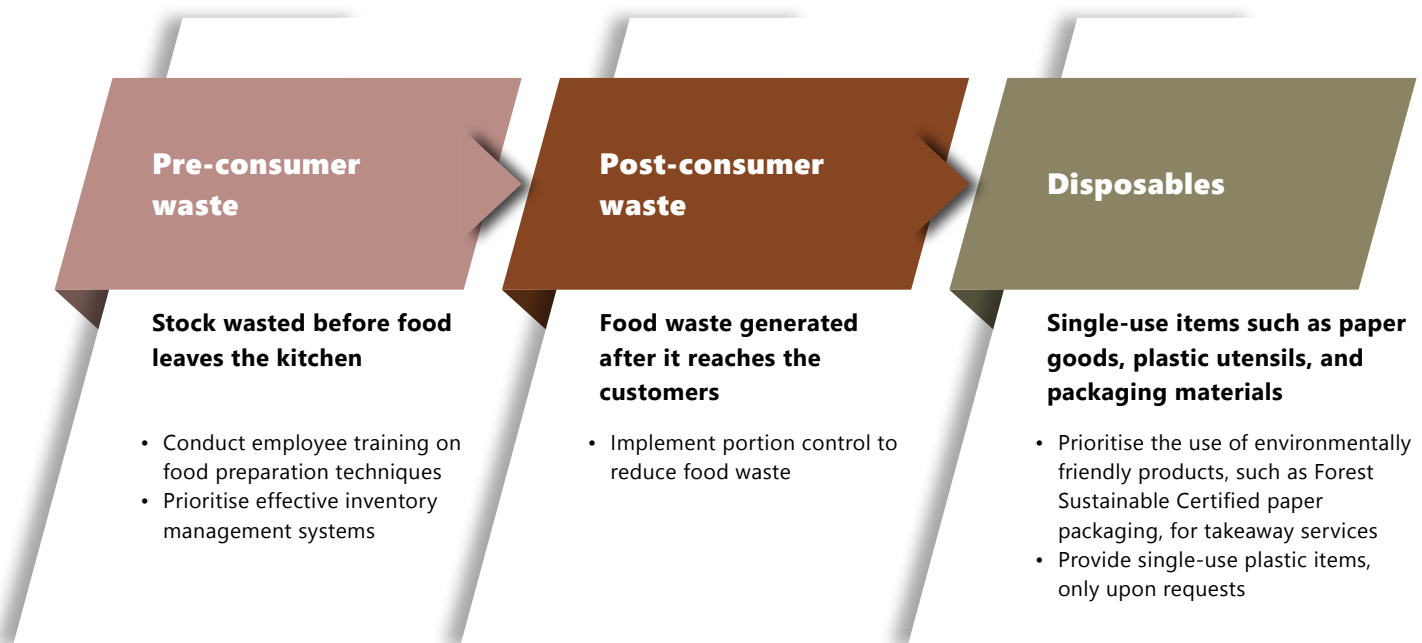 Pre-consumer
waste
Stock wasted before food
leaves the kitchen
• Conduct employee training on
food preparation techniques
• Prioritise effective inventory
management systems
Post-consumer
waste
Food waste generated
after it reaches the
customers
• Implement portion control to
reduce food waste
Disposables
Single-use items such as paper
goods, plastic utensils, and
packaging materials
• Prioritise the use of environmentally
friendly products, such as Forest
Sustainable Certified paper
packaging, for takeaway services
• Provide single-use plastic items,
only upon requests